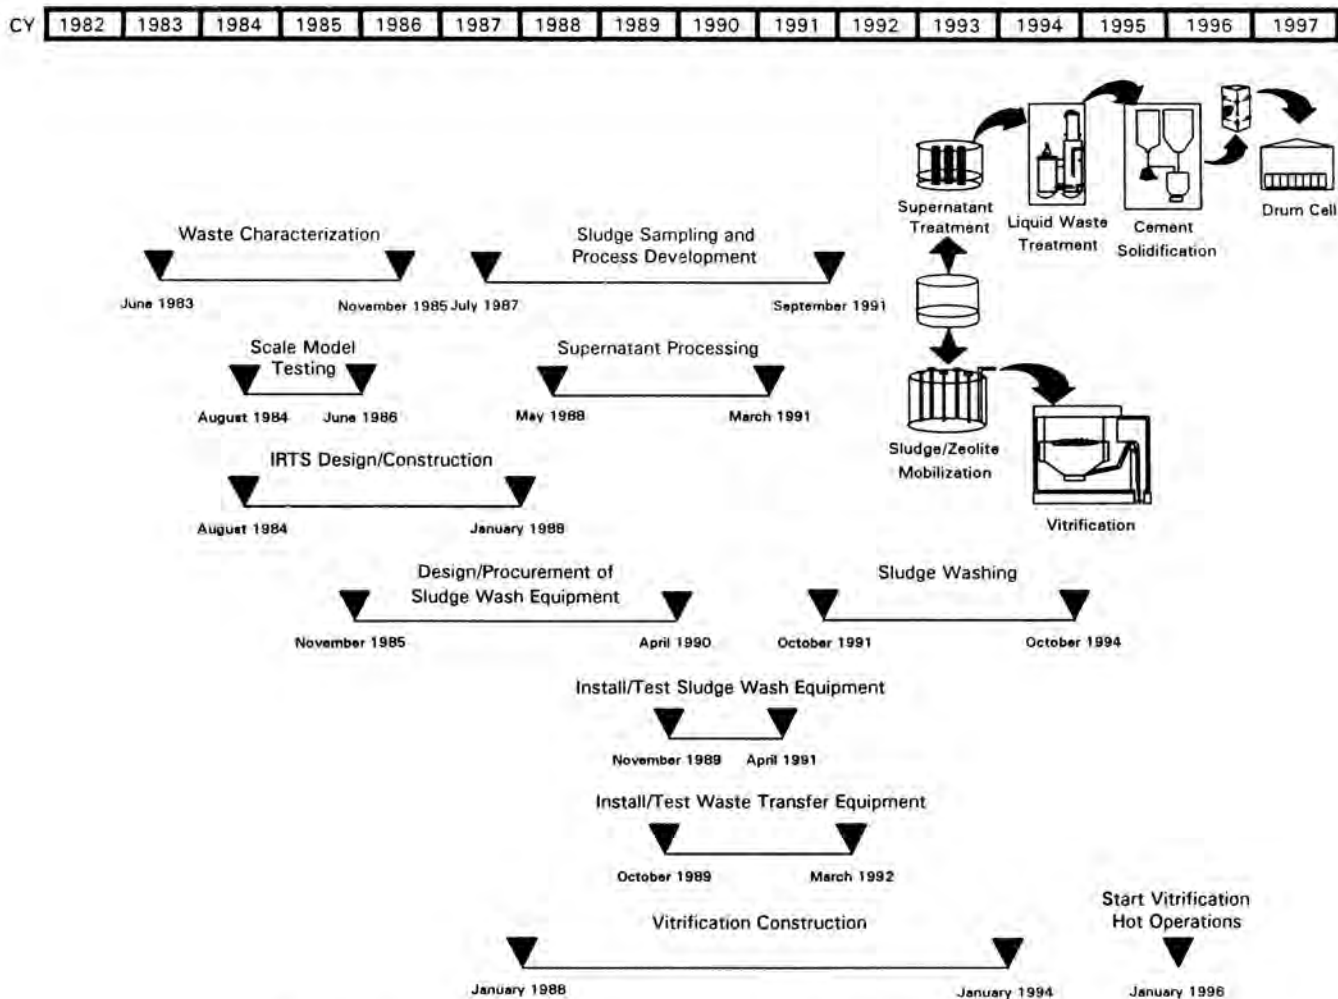 CY 1982 1983 1984 1985 1986 1987 1988 1989 1990 1991 1992 1993 1994 1995 1996 1997
Supernatant
Treatment
Liquid Waste
Treatment
Cement
Solidification
Drum Cell
Waste Characterization
June 1983 November 1985
Sludge Sampling and
Process Development
July 1987 September 1991
Scale Model
Testing
August 1984 June 1986
Supernatant Processing
May 1988 March 1991
Sludge/Zeolite
Mobilization
Vitrification
IRTS Design/Construction
August 1984 January 1988
Design/Procurement of
Sludge Wash Equipment
November 1985 April 1990
Sludge Washing
October 1991 October 1994
Install/Test Sludge Wash Equipment
November 1989 April 1991
Install/Test Waste Transfer Equipment
October 1989 March 1992
Vitrification Construction
January 1988 January 1994
Start Vitrification
Hot Operations
January 1996